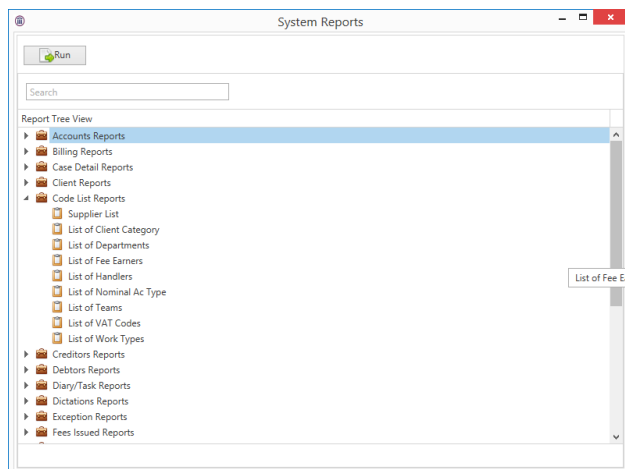 System Reports
Run
Search
Report Tree View
Accounts Reports
Billing Reports
Case Detail Reports
Client Reports
Code List Reports
Supplier List
List of Client Category
List of Departments
List of Fee Earners
List of Handlers
List of Fee E
List of Nominal Ac Type
List of Teams
List of VAT Codes
List of Work Types
Creditors Reports
Debtors Reports
Diary/Task Reports
Dictations Reports
Exception Reports
Fees Issued Reports